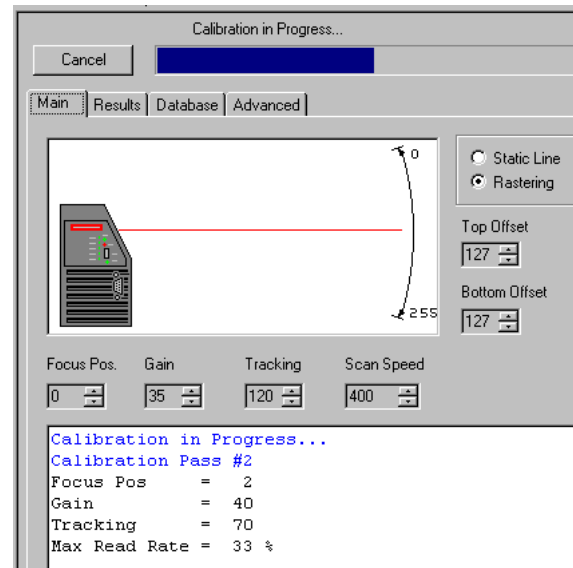 Calibration in Progress...
Cancel
Main Results Database Advanced
0
255
Static Line
Rastering
Top Offset
127
Bottom Offset
127
Focus Pos. Gain Tracking Scan Speed
0 35 120 400
Calibration in Progress...
Calibration Pass #2
Focus Pos = 2
Gain = 40
Tracking = 70
Max Read Rate = 33 %